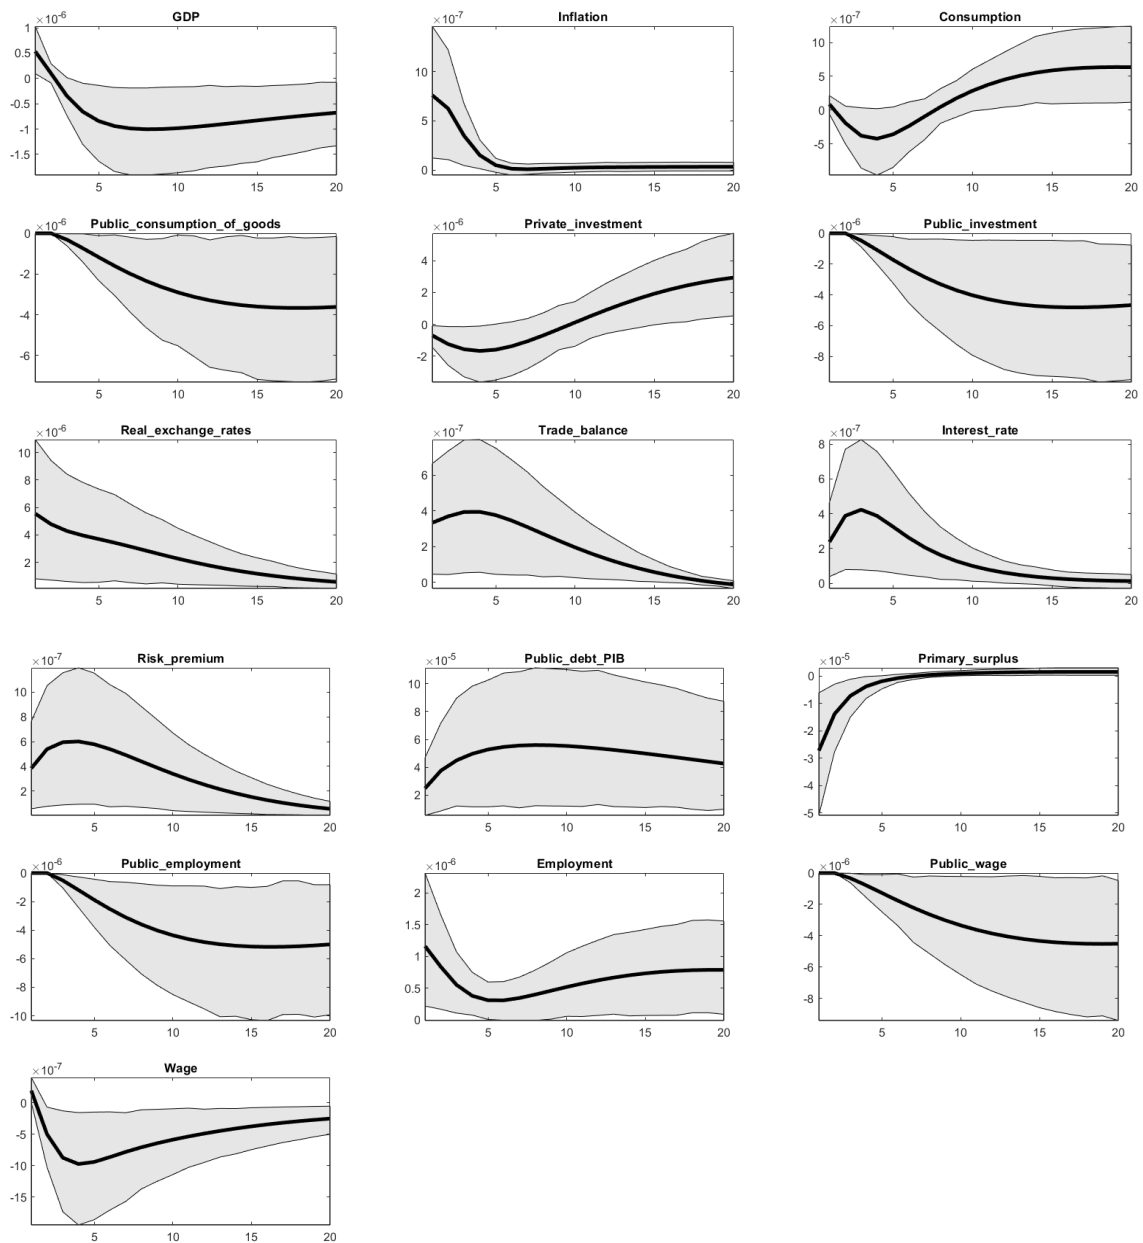 GDP
×10-6
1
0.5
0
-0.5
-1
-1.5
5 10 15 20
Inflation
×10-7
10
5
0
5 10 15 20
Consumption
×10-7
10
5
0
-5
5 10 15 20
Public_consumption_of_goods
×10-6
0
-2
-4
-6
5 10 15 20
Private_investment
×10-6
4
2
0
-2
5 10 15 20
Public_investment
×10-6
0
-2
-4
-6
-8
5 10 15 20
Real_exchange_rates
×10-6
10
8
6
4
2
5 10 15 20
Trade_balance
×10-7
6
4
2
0
5 10 15 20
Interest_rate
×10-7
8
6
4
2
0
5 10 15 20
Risk_premium
×10-7
10
8
6
4
2
5 10 15 20
Public_debt_PIB
×10-5
10
8
6
4
2
5 10 15 20
Primary_surplus
×10-5
0
-1
-2
-3
-4
-5
5 10 15 20
Public_employment
×10-6
0
-2
-4
-6
-8
-10
5 10 15 20
Employment
×10-6
2
1.5
1
0.5
0
5 10 15 20
Public_wage
×10-6
0
-2
-4
-6
-8
5 10 15 20
Wage
×10-7
0
-5
-10
-15
5 10 15 20